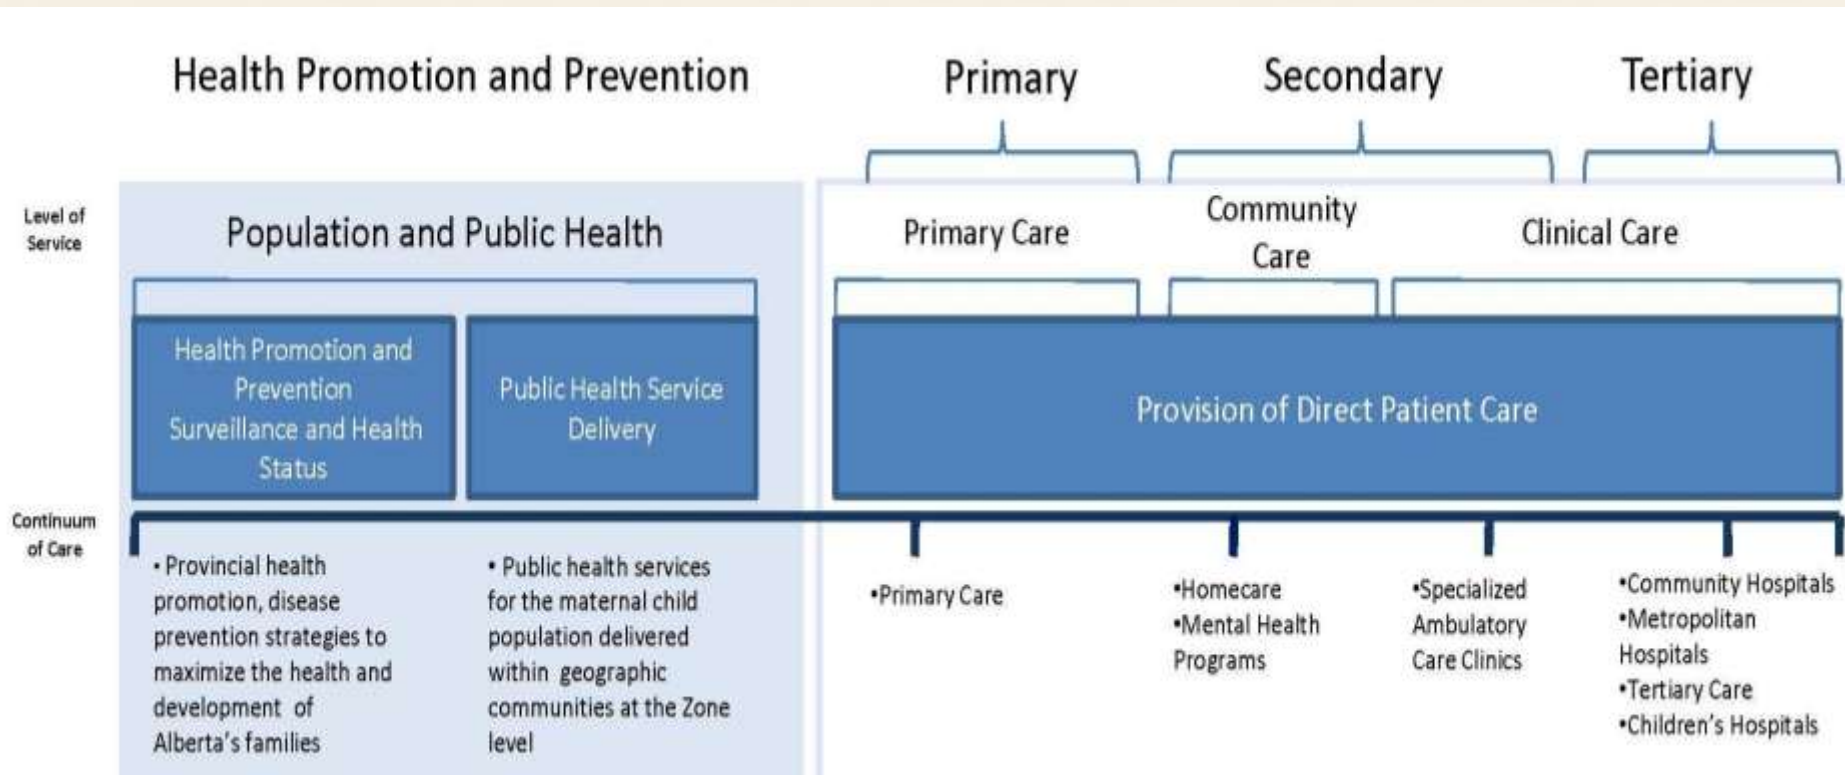 Health Promotion and Prevention
Primary
Secondary
Tertiary
Level of
Service
Population and Public Health
Primary Care
Community
Care
Clinical Care
Health Promotion and
Prevention
Surveillance and Health
Status
Public Health Service
Delivery
Provision of Direct Patient Care
Continuum
of Care
• Provincial health
promotion, disease
prevention strategies to
maximize the health and
development of
Alberta's families
• Public health services
for the maternal child
population delivered
within geographic
communities at the Zone
level
•Primary Care
•Homecare
•Mental Health
Programs
•Specialized
Ambulatory
Care Clinics
•Community Hospitals
•Metropolitan
Hospitals
•Tertiary Care
•Children's Hospitals